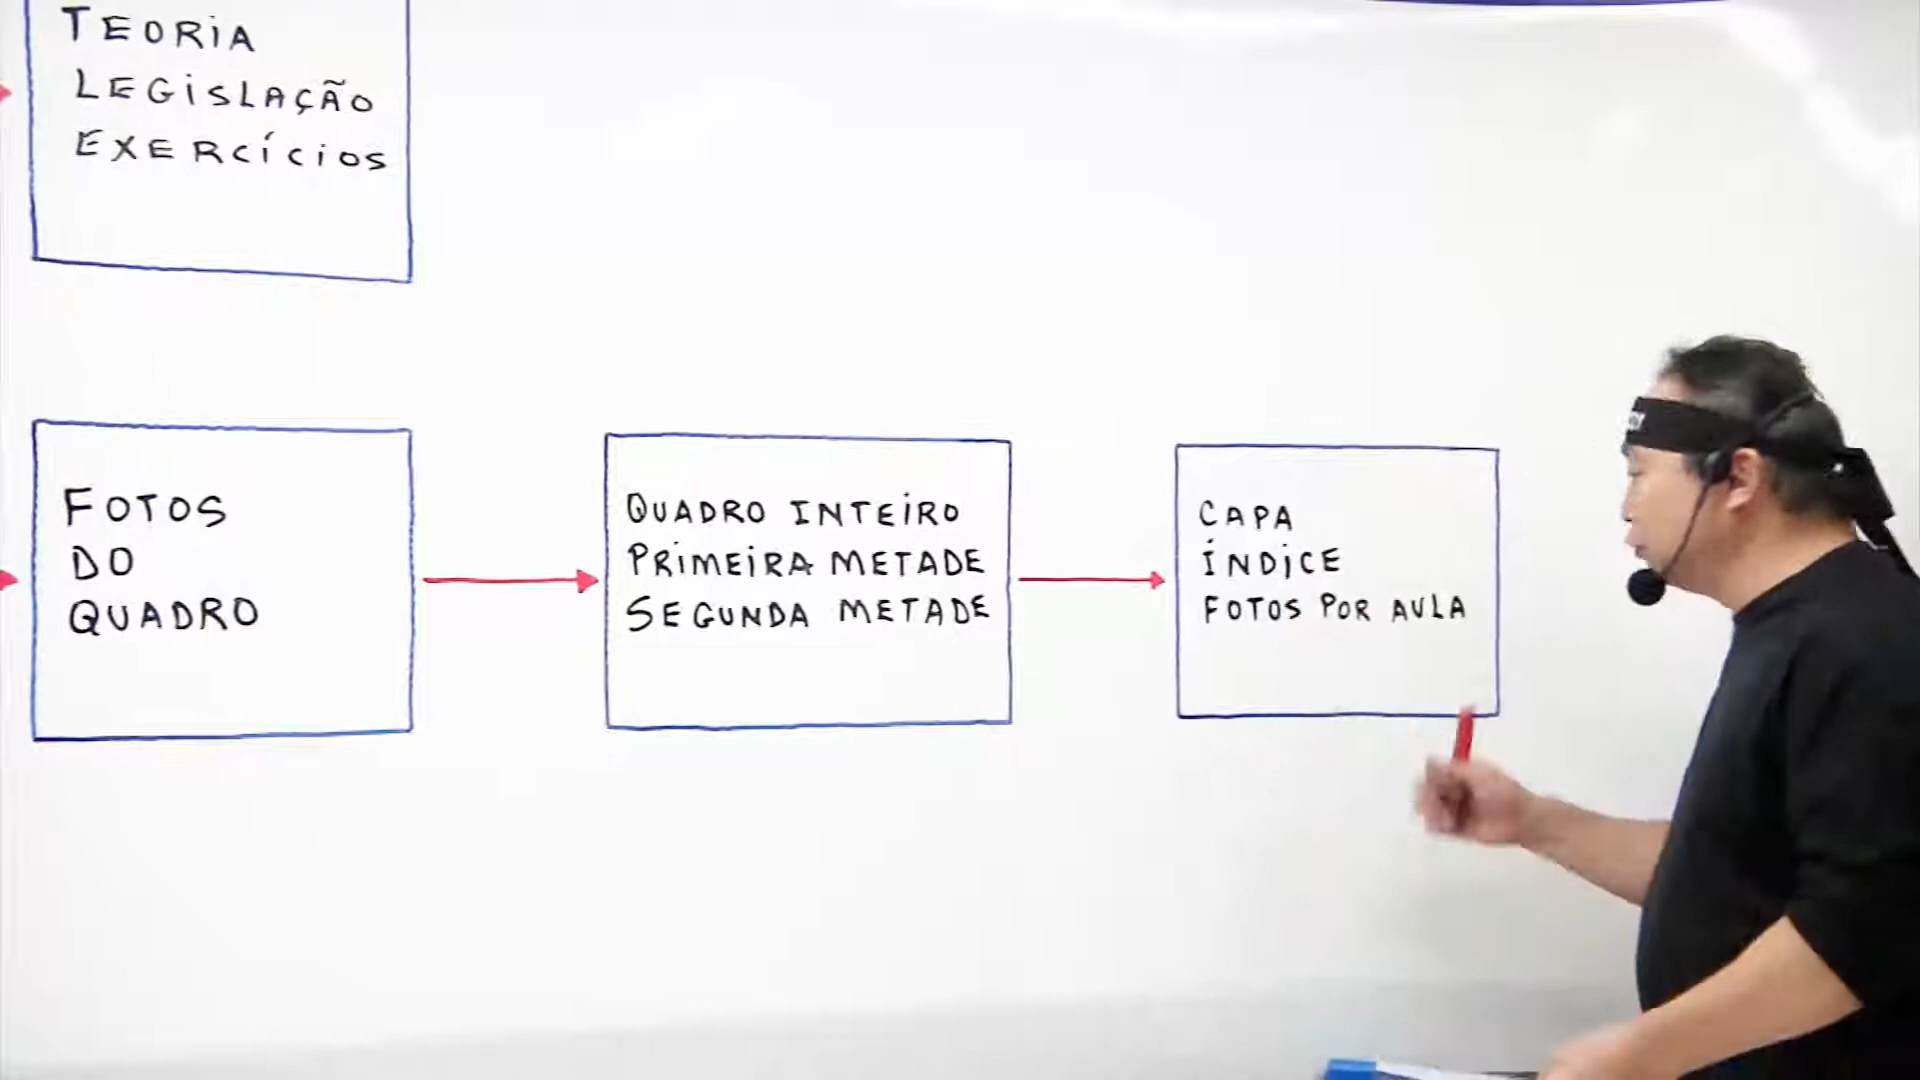 TEORIA
LEGISLAÇÃO
EXERCÍCIOS
FOTOS
DO
QUADRO
QUADRO INTEIRO
PRIMEIRA METADE
SEGUNDA METADE
CAPA
ÍNDICE
FOTOS POR AULA